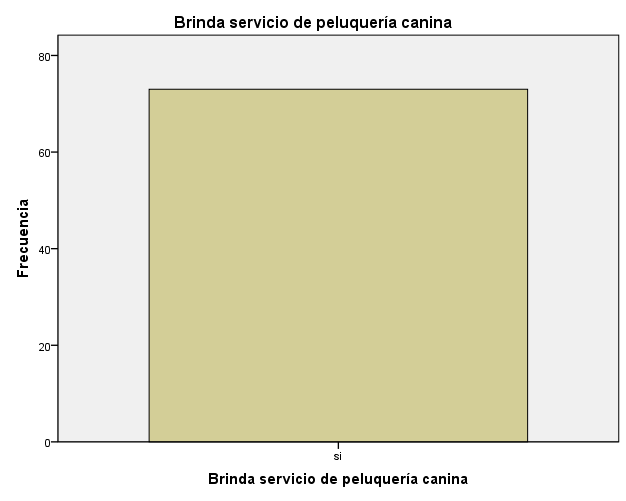 Brinda servicio de peluquería canina
80
60
40
20
0
Frecuencia
si
Brinda servicio de peluquería canina